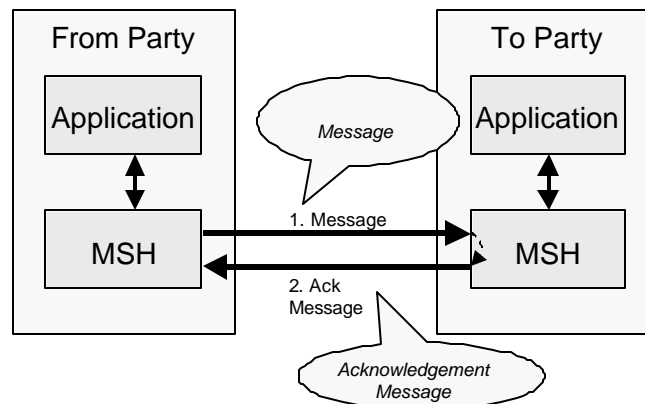 From Party
To Party
Application
Message
Application
1. Message
MSH
MSH
2. Ack
Message
Acknowledgement
Message